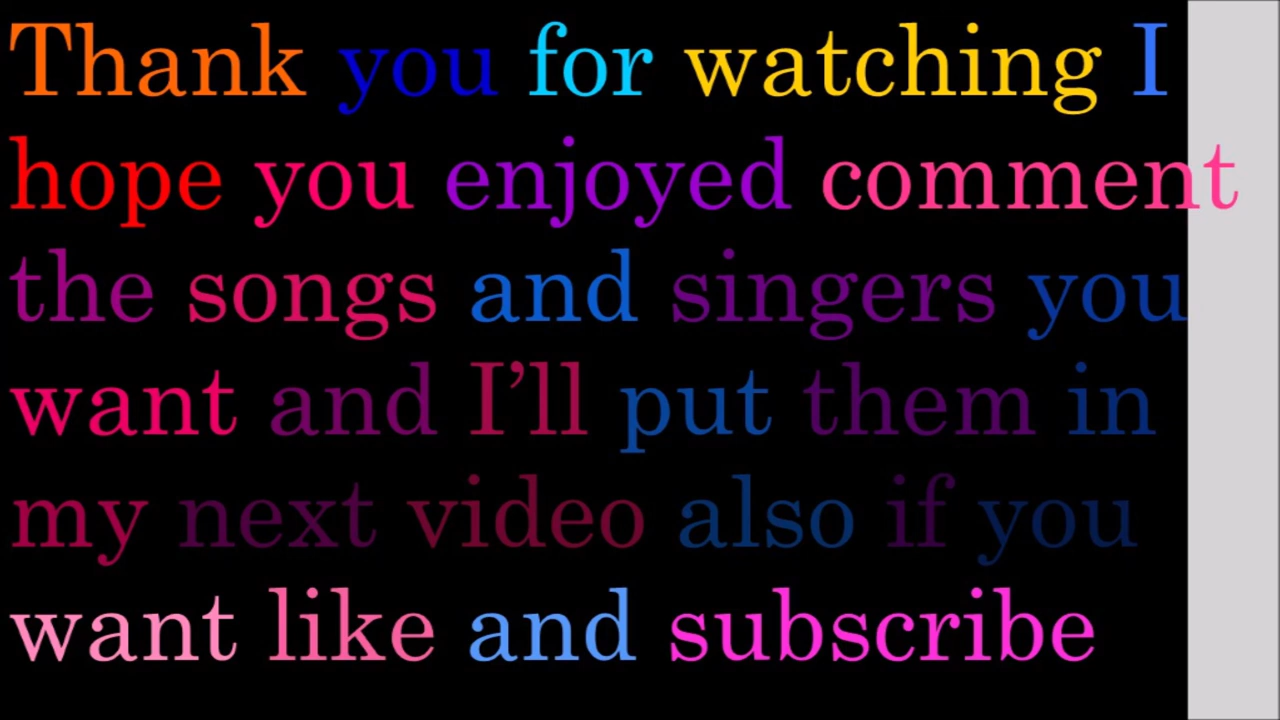 Thank you for watching I
hope you enjoyed comment
the songs and singers you
want and I’ll put them in
my next video also if you
want like and subscribe